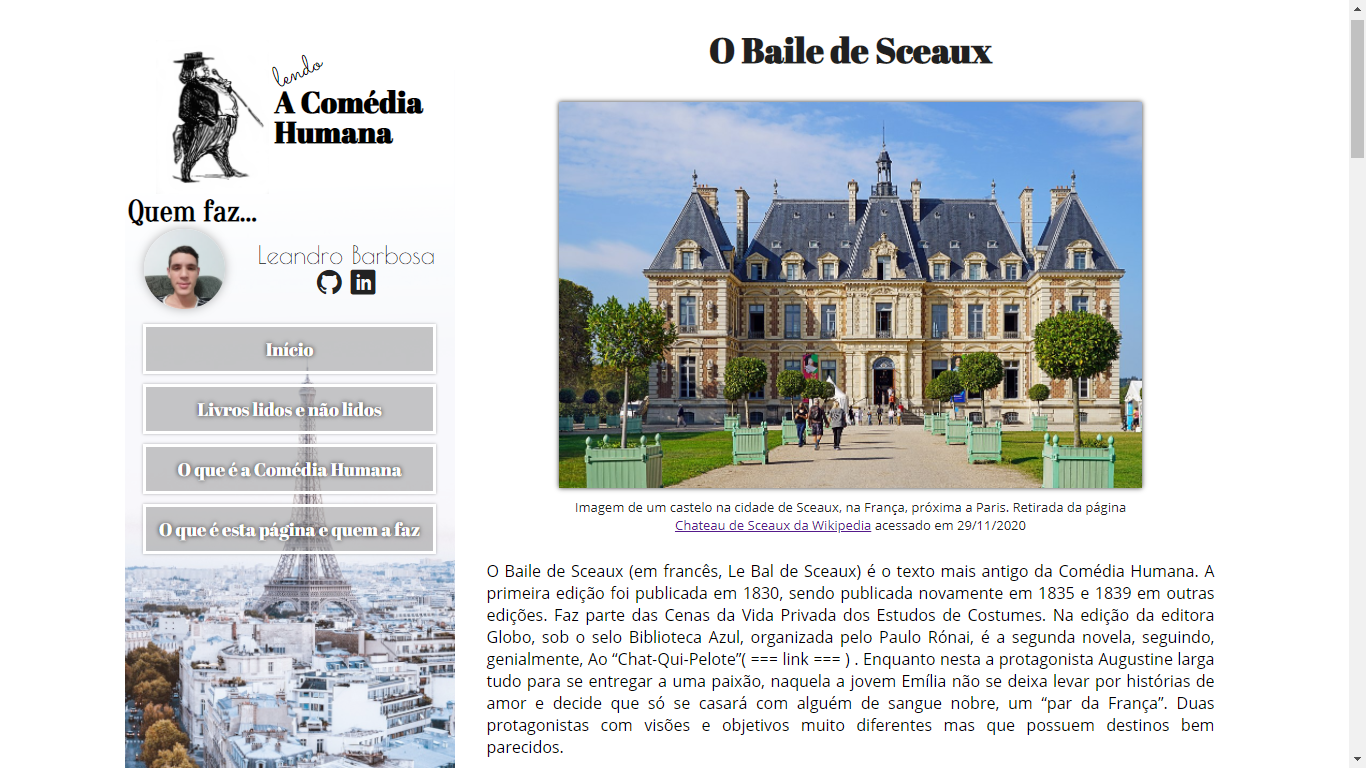 lendo
A Comédia
Humana
Quem faz...
Leandro Barbosa
Início
Livros lidos e não lidos
O que é a Comédia Humana
O que é esta página e quem a faz
O Baile de Sceaux
Imagem de um castelo na cidade de Sceaux, na França, próxima a Paris. Retirada da página
Chateau de Sceaux da Wikipedia acessado em 29/11/2020
O Baile de Sceaux (em francês, Le Bal de Sceaux) é o texto mais antigo da Comédia Humana. A
primeira edição foi publicada em 1830, sendo publicada novamente em 1835 e 1839 em outras
edições. Faz parte das Cenas da Vida Privada dos Estudos de Costumes. Na edição da editora
Globo, sob o selo Biblioteca Azul, organizada pelo Paulo Rónai, é a segunda novela, seguindo,
genialmente, Ao “Chat-Qui-Pelote”( === link === ) . Enquanto nesta a protagonista Augustine larga
tudo para se entregar a uma paixão, naquela a jovem Emília não se deixa levar por histórias de
amor e decide que só se casará com alguém de sangue nobre, um “par da França”. Duas
protagonistas com visões e objetivos muito diferentes mas que possuem destinos bem
parecidos.